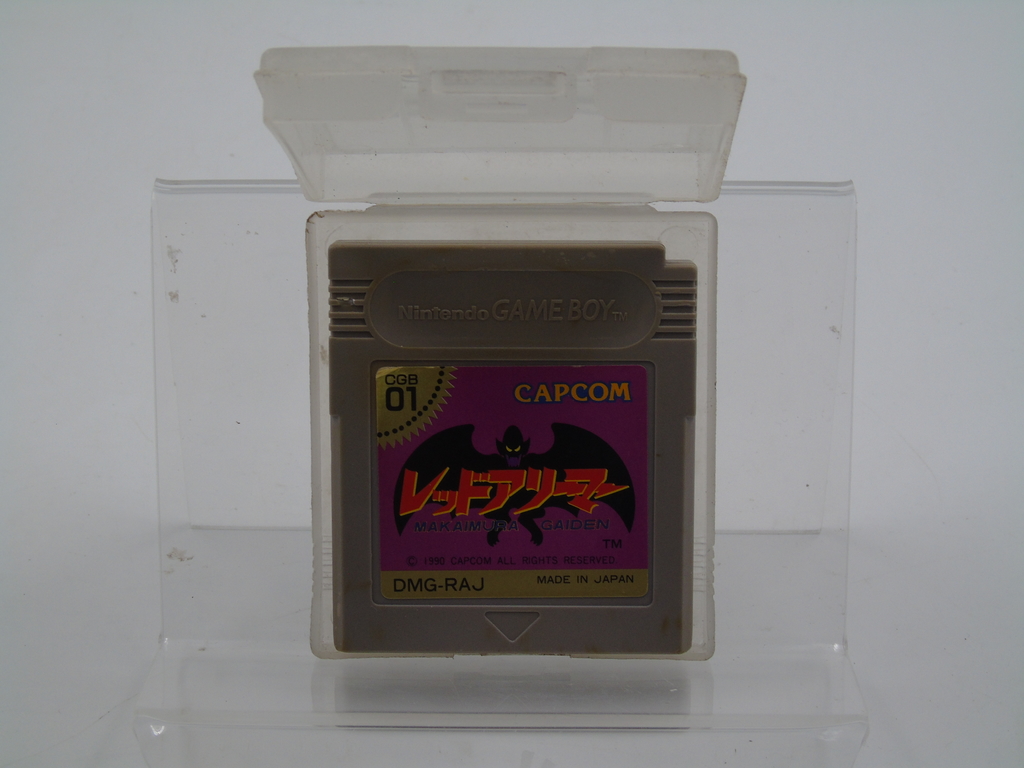 Nintendo GAME BOY TM
CGB
01
CAPCOM
レッドアリーマー
MAKAIMURA GAIDEN
TM
© 1990 CAPCOM ALL RIGHTS RESERVED
DMG-RAJ
MADE IN JAPAN